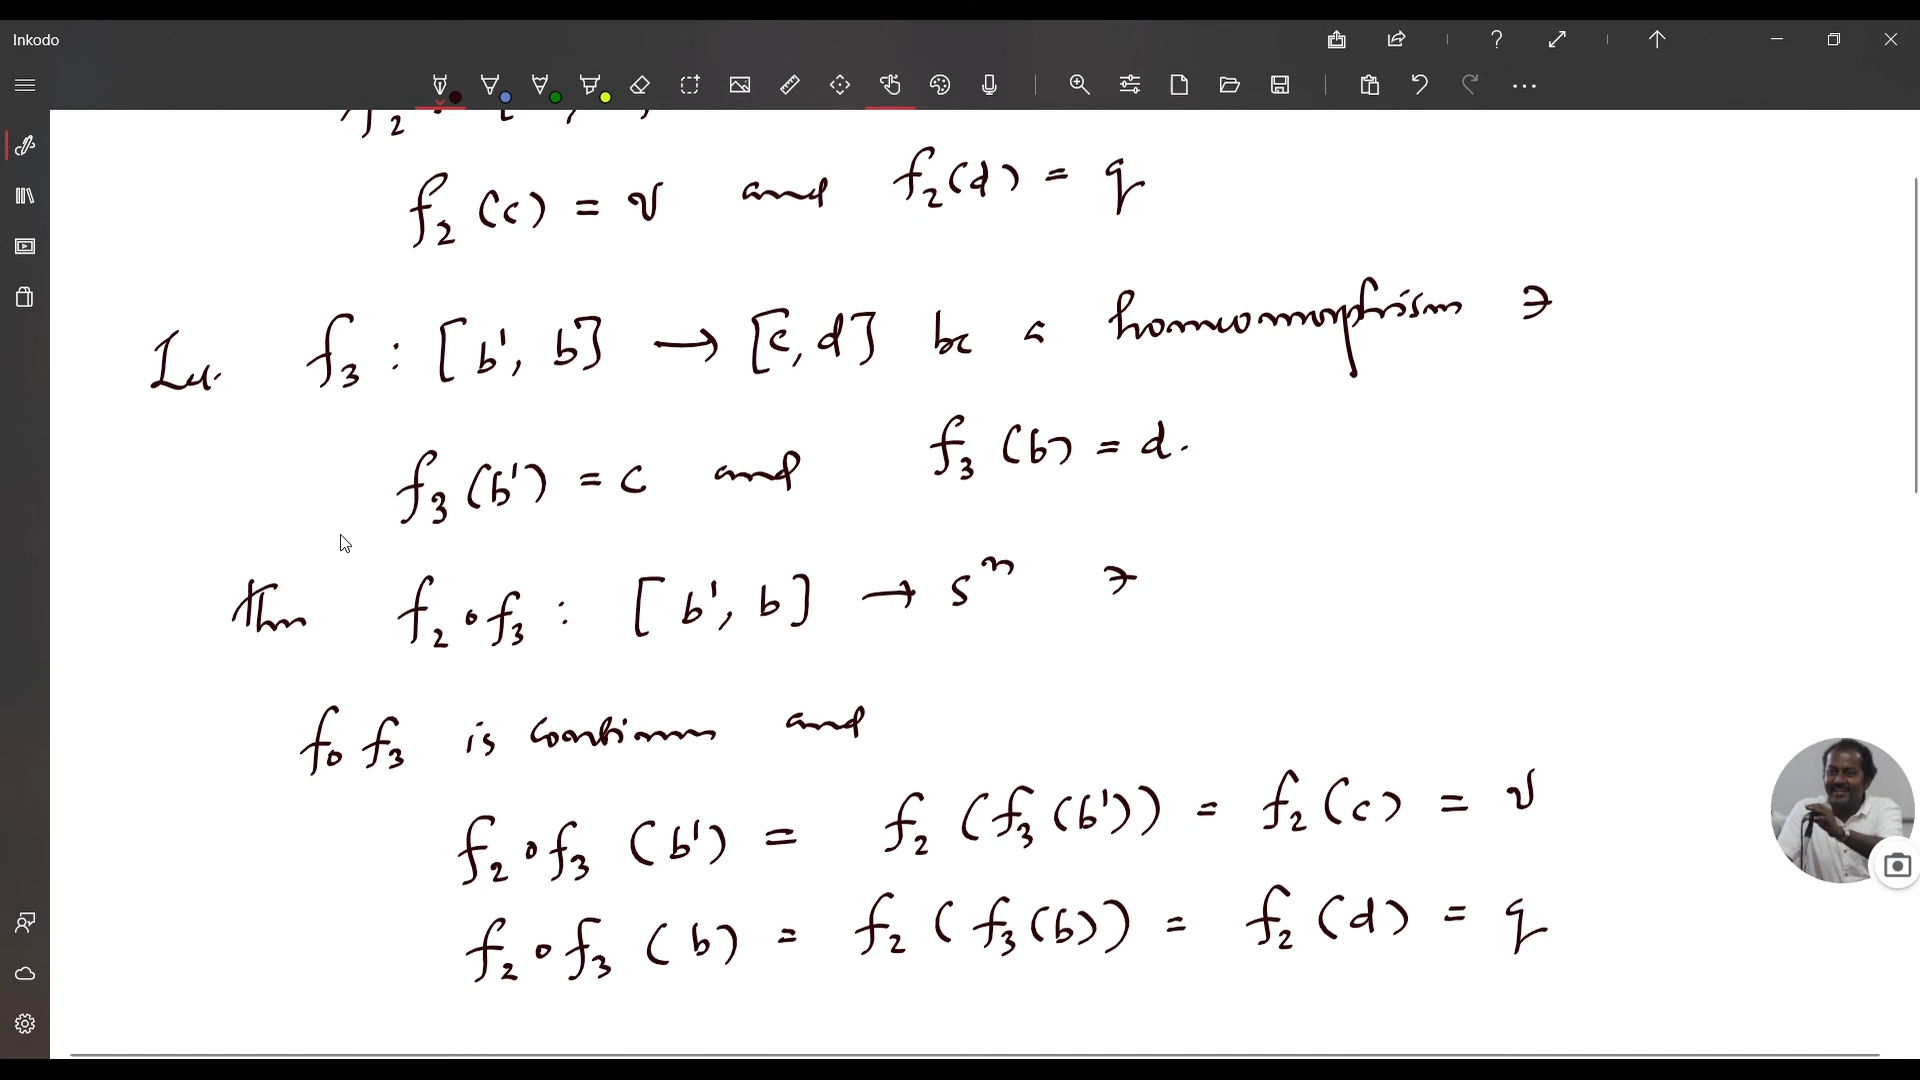 Inkodo
f₂ : [
f₂ (c) = v and f₂(d) = q
Let f₃ : [b', b] → [c, d] be a homeomorphism ∋
f₃ (b') = c and f₃ (b) = d.
Then f₂ ∘ f₃ : [b', b] → Sⁿ ∋
f∘ f₃ is continuous and
f₂ ∘ f₃ (b') = f₂ (f₃ (b')) = f₂ (c) = v
f₂ ∘ f₃ (b) = f₂ (f₃ (b)) = f₂ (d) = q